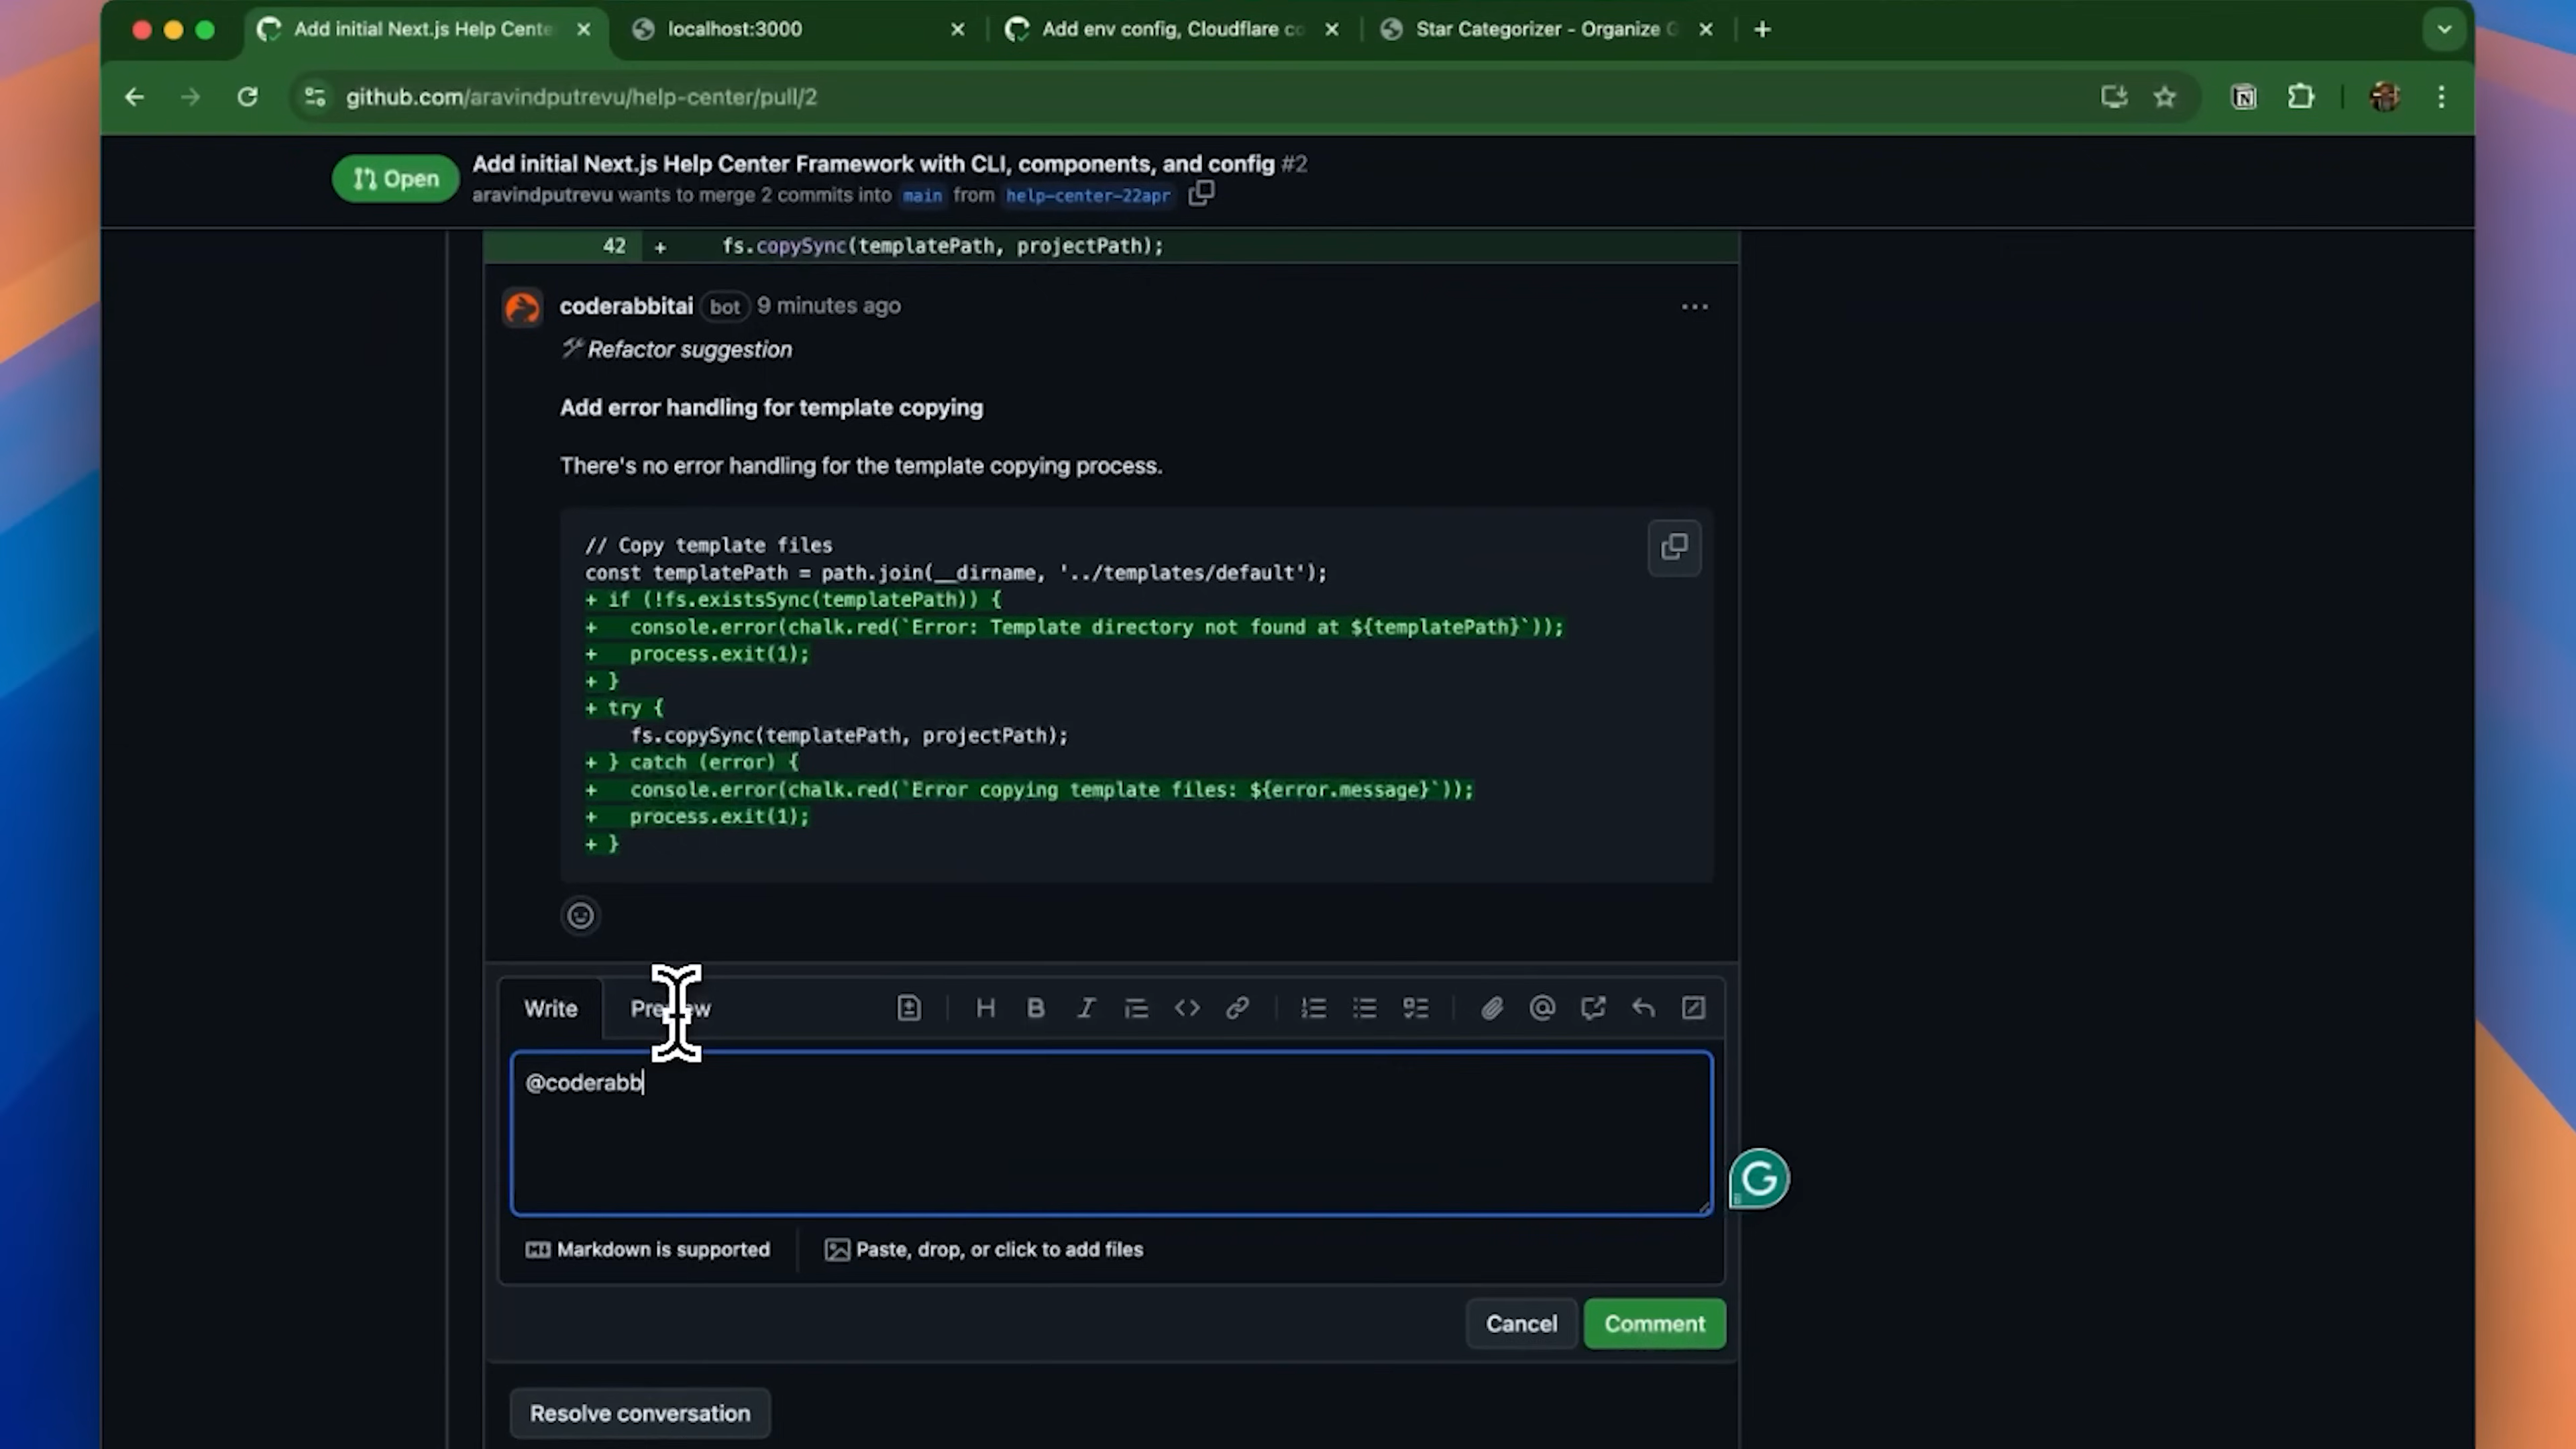 Add initial Next.js Help Cente
localhost:3000
Add env config, Cloudflare co
Star Categorizer - Organize G
github.com/aravindputrevu/help-center/pull/2
Open
Add initial Next.js Help Center Framework with CLI, components, and config #2
aravindputrevu wants to merge 2 commits into main from help-center-22apr
42 + fs.copySync(templatePath, projectPath);
coderabbitai bot 9 minutes ago
Refactor suggestion
Add error handling for template copying
There's no error handling for the template copying process.
// Copy template files
const templatePath = path.join(__dirname, '../templates/default');
+ if (!fs.existsSync(templatePath)) {
+   console.error(chalk.red(`Error: Template directory not found at ${templatePath}`));
+   process.exit(1);
+ }
+ try {
    fs.copySync(templatePath, projectPath);
+ } catch (error) {
+   console.error(chalk.red(`Error copying template files: ${error.message}`));
+   process.exit(1);
+ }
Write
Preview
@coderabb
Markdown is supported
Paste, drop, or click to add files
Cancel
Comment
Resolve conversation